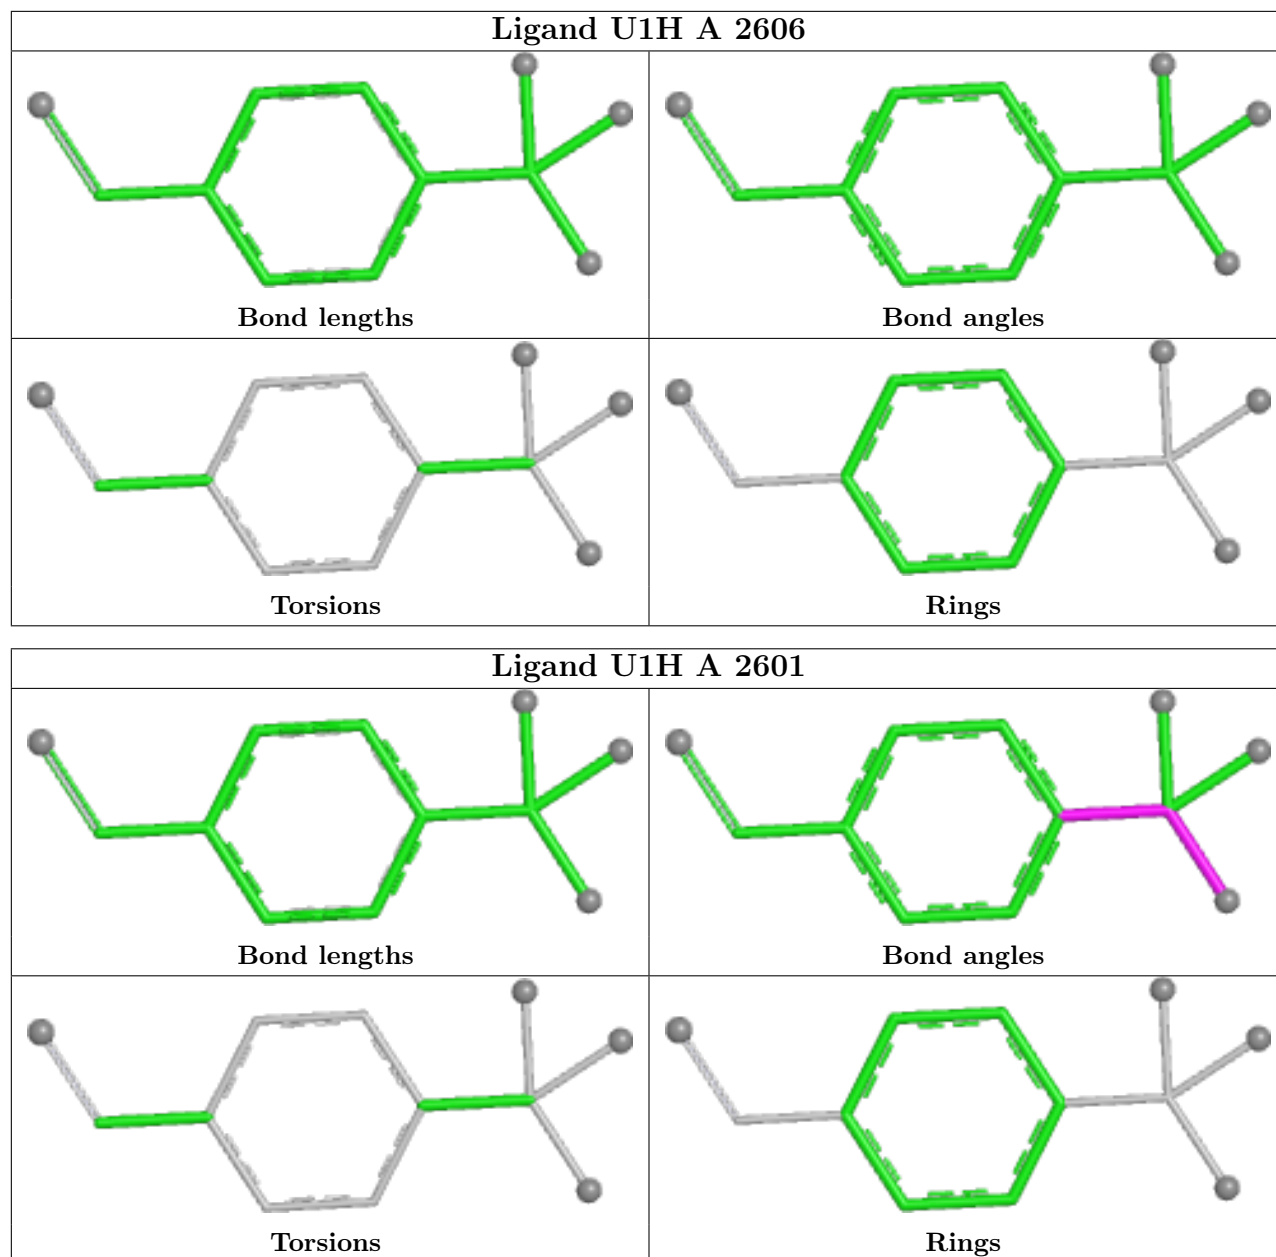 Ligand U1H A 2606
Bond lengths
Bond angles
Torsions
Rings
Ligand U1H A 2601
Bond lengths
Bond angles
Torsions
Rings